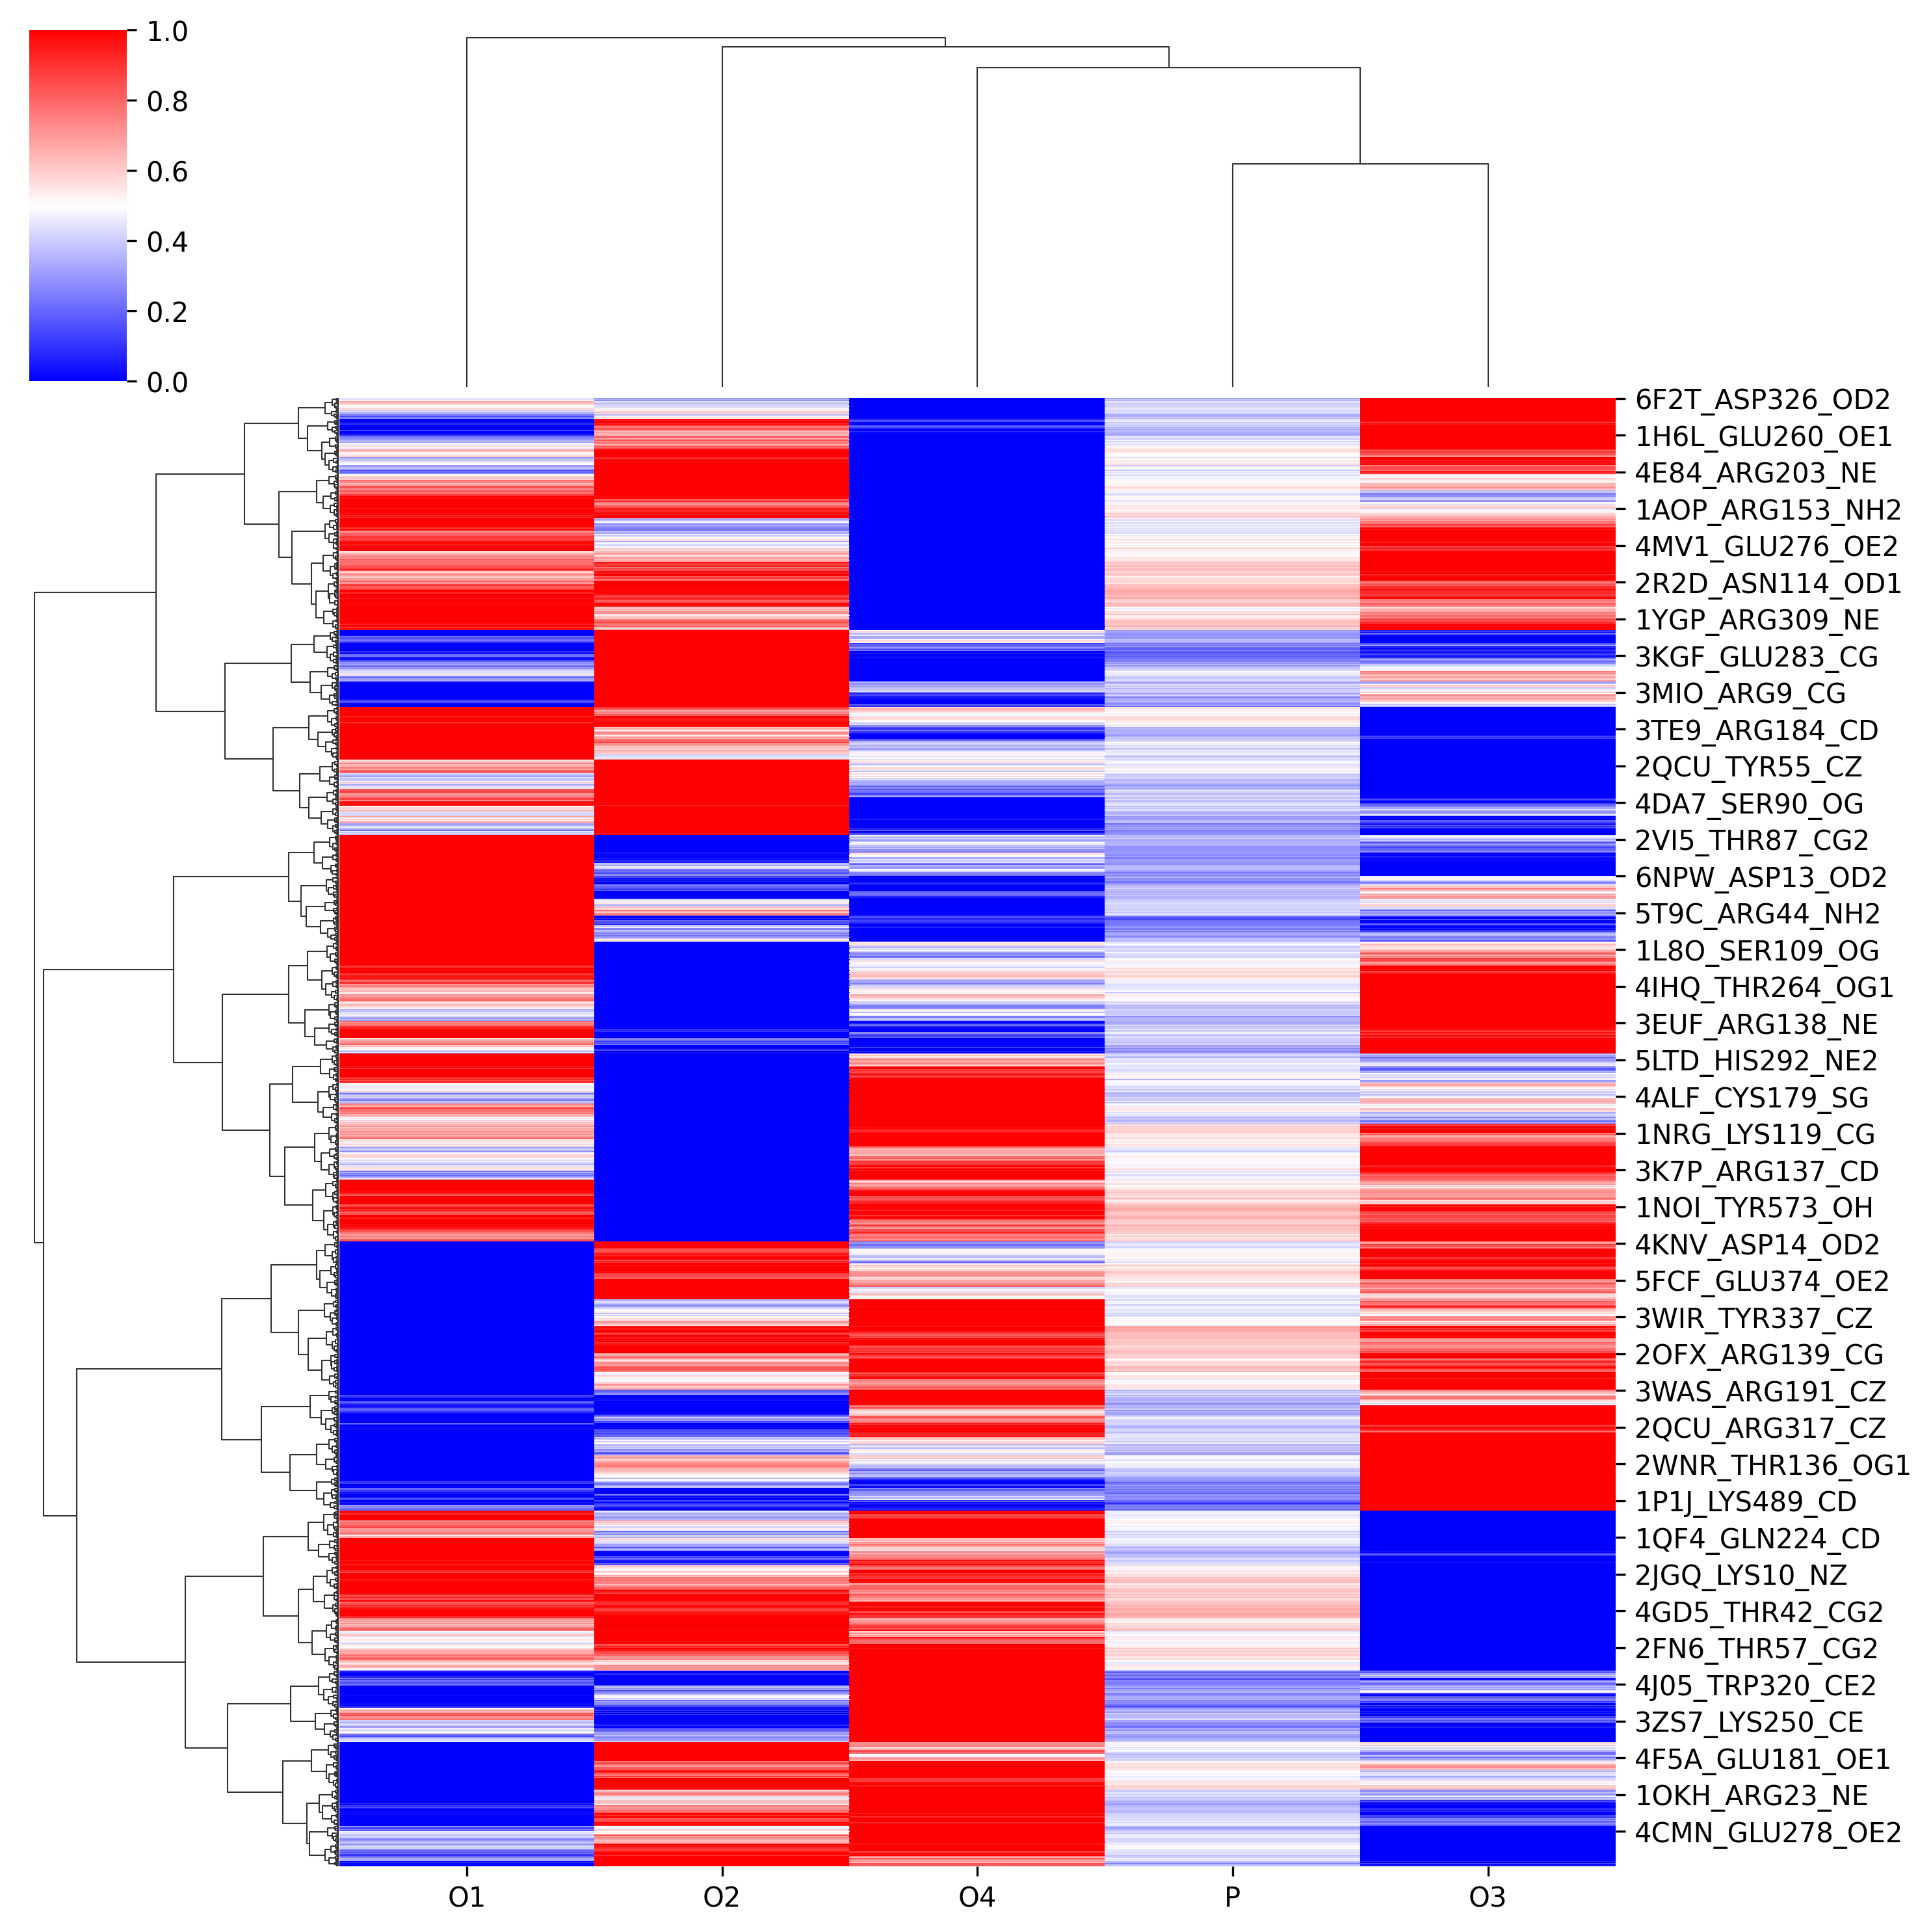 1.0
0.8
0.6
0.4
0.2
0.0
6F2T_ASP326_OD2
1H6L_GLU260_OE1
4E84_ARG203_NE
1AOP_ARG153_NH2
4MV1_GLU276_OE2
2R2D_ASN114_OD1
1YGP_ARG309_NE
3KGF_GLU283_CG
3MIO_ARG9_CG
3TE9_ARG184_CD
2QCU_TYR55_CZ
4DA7_SER90_OG
2VI5_THR87_CG2
6NPW_ASP13_OD2
5T9C_ARG44_NH2
1L8O_SER109_OG
4IHQ_THR264_OG1
3EUF_ARG138_NE
5LTD_HIS292_NE2
4ALF_CYS179_SG
1NRG_LYS119_CG
3K7P_ARG137_CD
1NOI_TYR573_OH
4KNV_ASP14_OD2
5FCF_GLU374_OE2
3WIR_TYR337_CZ
2OFX_ARG139_CG
3WAS_ARG191_CZ
2QCU_ARG317_CZ
2WNR_THR136_OG1
1P1J_LYS489_CD
1QF4_GLN224_CD
2JGQ_LYS10_NZ
4GD5_THR42_CG2
2FN6_THR57_CG2
4J05_TRP320_CE2
3ZS7_LYS250_CE
4F5A_GLU181_OE1
1OKH_ARG23_NE
4CMN_GLU278_OE2
O1 O2 O4 P O3